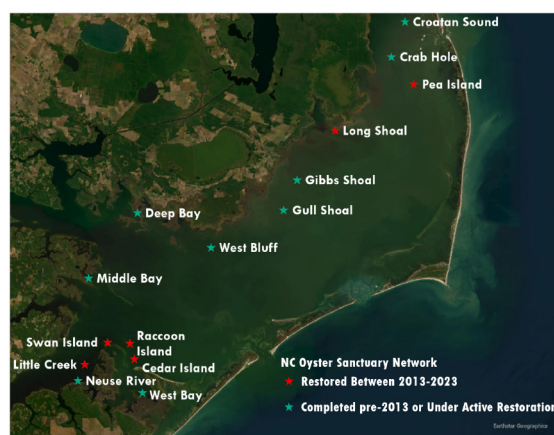 Croatan Sound
Crab Hole
Pea Island
Long Shoal
Gibbs Shoal
Gull Shoal
Deep Bay
West Bluff
Middle Bay
Swan Island
Raccoon
Island
Little Creek
Cedar Island
Neuse River
West Bay
NC Oyster Sanctuary Network
Restored Between 2013-2023
Completed pre-2013 or Under Active Restoration
Earthstar Geographics